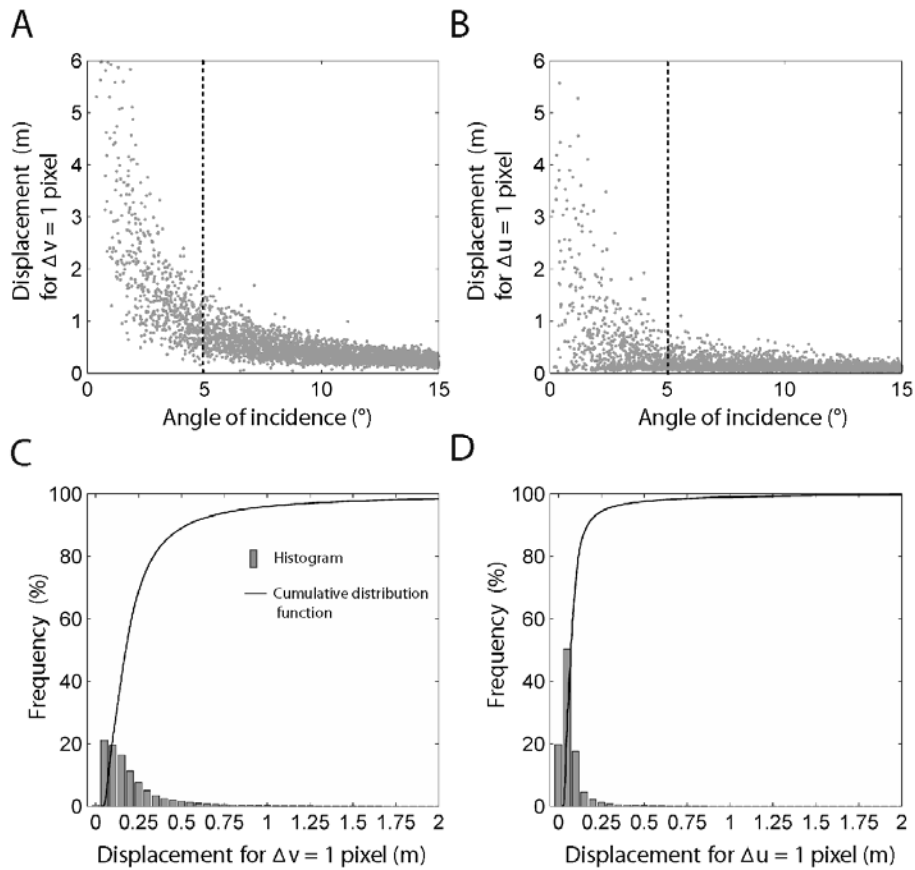 A
B
6
5
4
3
2
1
0
Displacement (m)
for Δv = 1 pixel
0 5 10 15
Angle of incidence (°)
6
5
4
3
2
1
0
Displacement (m)
for Δu = 1 pixel
0 5 10 15
Angle of incidence (°)
C
D
100
80
60
40
20
0
Frequency (%)
Histogram
Cumulative distribution
function
0 0.25 0.5 0.75 1 1.25 1.5 1.75 2
Displacement for Δv = 1 pixel (m)
100
80
60
40
20
0
Frequency (%)
0 0.25 0.5 0.75 1 1.25 1.5 1.75 2
Displacement for Δu = 1 pixel (m)